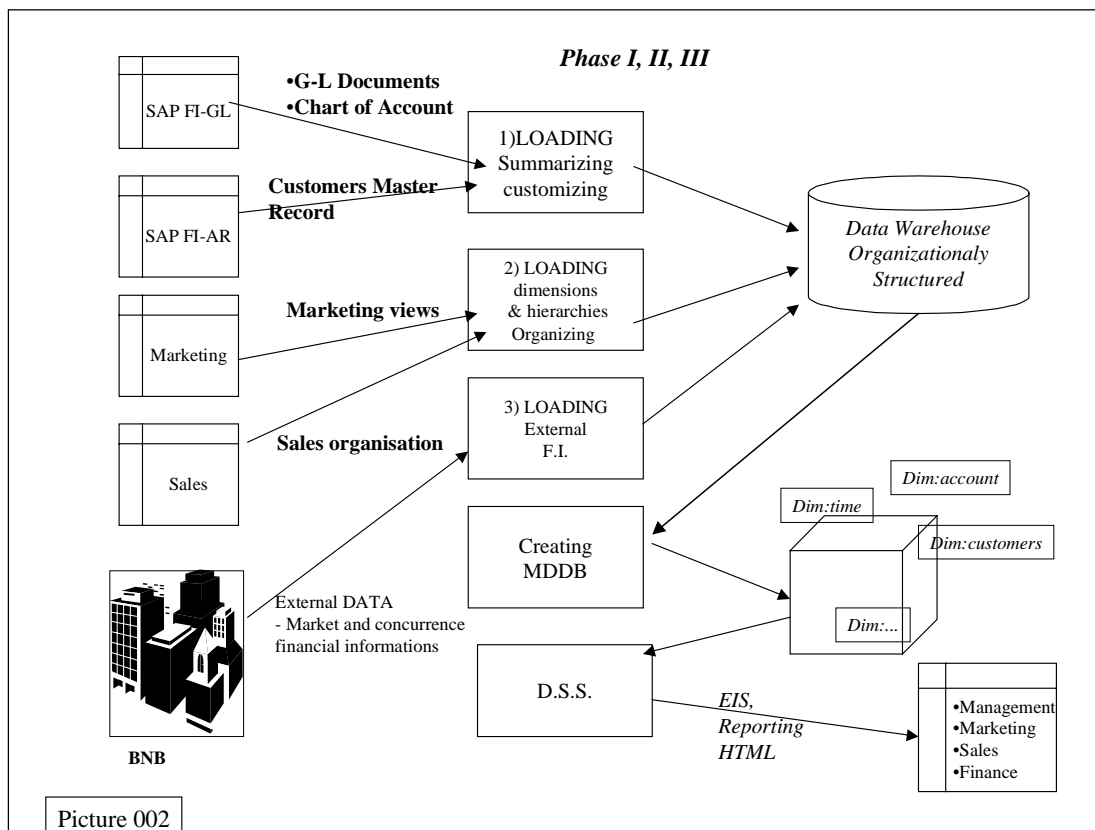 Phase I, II, III
•G-L Documents
•Chart of Account
SAP FI-GL
1)LOADING
Summarizing
customizing
Customers Master
Record
SAP FI-AR
Data Warehouse
Organizationaly
Structured
2) LOADING
dimensions
& hierarchies
Organizing
Marketing views
Marketing
3) LOADING
External
F.I.
Sales organisation
Sales
Dim:account
Dim:time
Dim:customers
Dim:...
Creating
MDDB
External DATA
- Market and concurrence
financial informations
D.S.S.
EIS,
Reporting
HTML
•Management
•Marketing
•Sales
•Finance
BNB
Picture 002